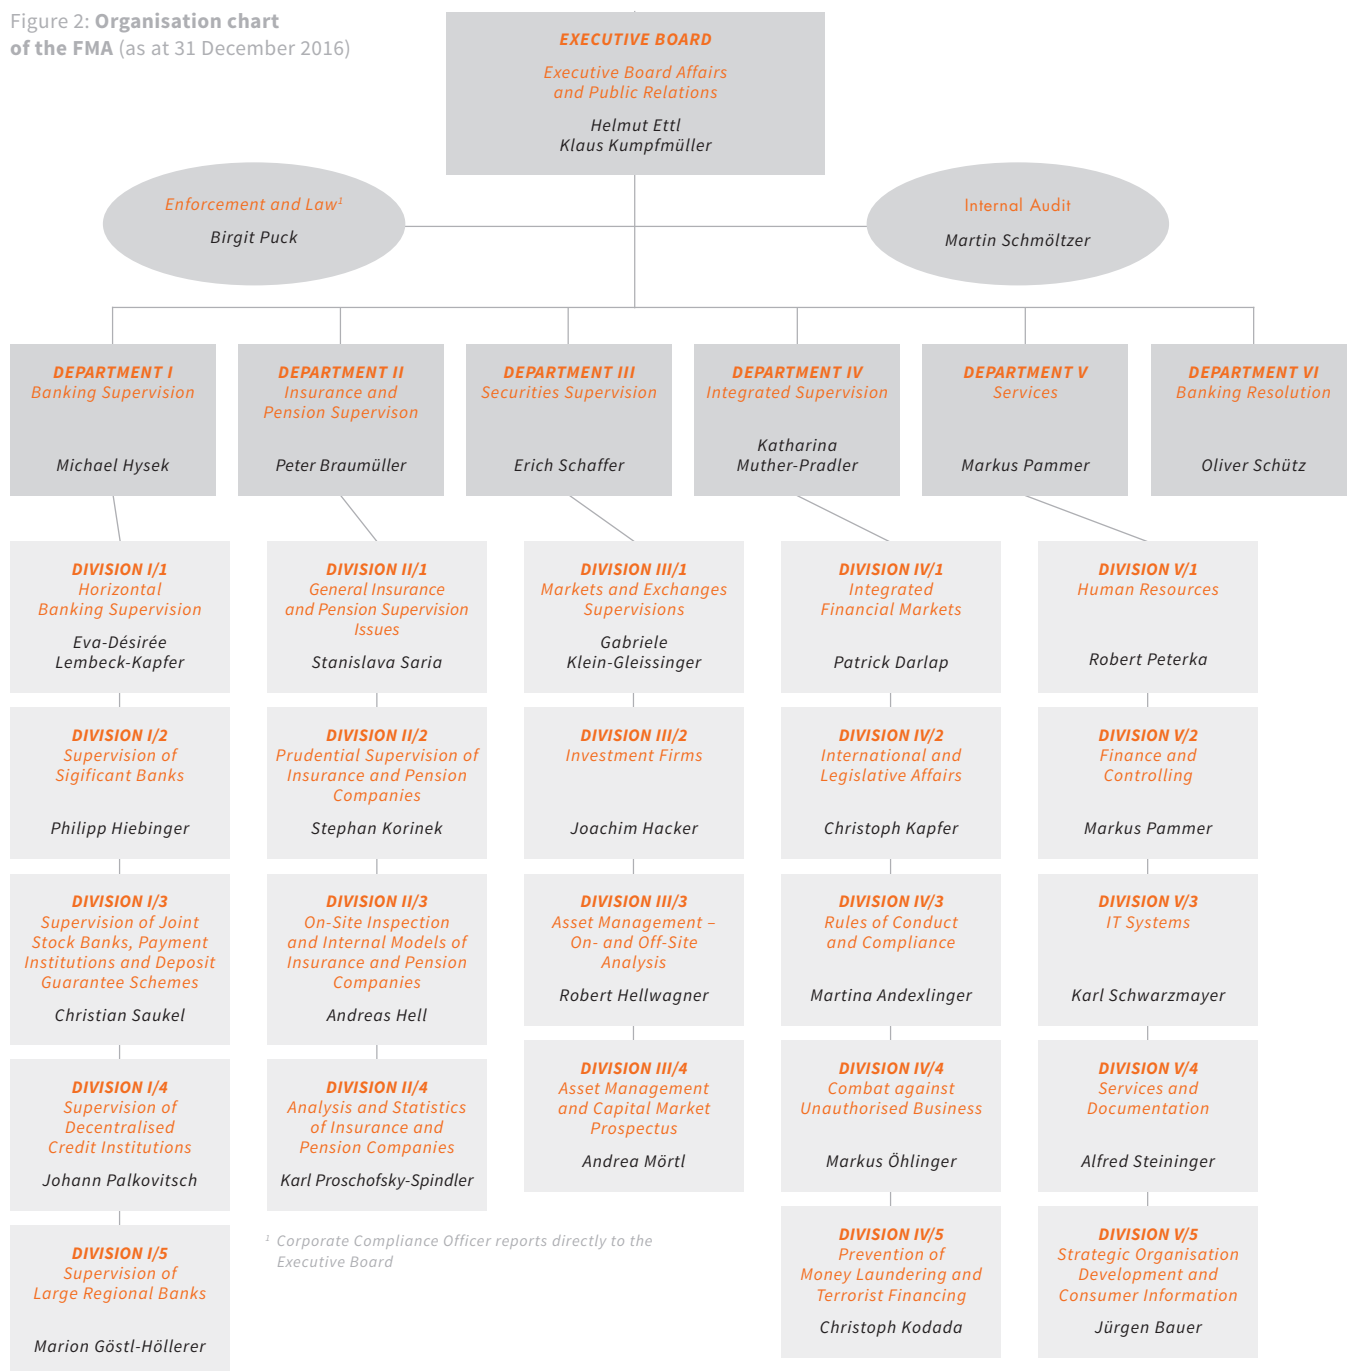 Figure 2: Organisation chart
of the FMA (as at 31 December 2016)
EXECUTIVE BOARD
Executive Board Affairs
and Public Relations
Helmut Ettl
Klaus Kumpfmüller
Enforcement and Law¹
Birgit Puck
Internal Audit
Martin Schmöltzer
DEPARTMENT I
Banking Supervision
Michael Hysek
DEPARTMENT II
Insurance and
Pension Supervison
Peter Braumüller
DEPARTMENT III
Securities Supervision
Erich Schaffer
DEPARTMENT IV
Integrated Supervision
Katharina
Muther-Pradler
DEPARTMENT V
Services
Markus Pammer
DEPARTMENT VI
Banking Resolution
Oliver Schütz
DIVISION I/1
Horizontal
Banking Supervision
Eva-Désirée
Lembeck-Kapfer
DIVISION II/1
General Insurance
and Pension Supervision
Issues
Stanislava Saria
DIVISION III/1
Markets and Exchanges
Supervisions
Gabriele
Klein-Gleissinger
DIVISION IV/1
Integrated
Financial Markets
Patrick Darlap
DIVISION V/1
Human Resources
Robert Peterka
DIVISION I/2
Supervision of
Sigificant Banks
Philipp Hiebinger
DIVISION II/2
Prudential Supervision of
Insurance and Pension
Companies
Stephan Korinek
DIVISION III/2
Investment Firms
Joachim Hacker
DIVISION IV/2
International and
Legislative Affairs
Christoph Kapfer
DIVISION V/2
Finance and
Controlling
Markus Pammer
DIVISION I/3
Supervision of Joint
Stock Banks, Payment
Institutions and Deposit
Guarantee Schemes
Christian Saukel
DIVISION II/3
On-Site Inspection
and Internal Models of
Insurance and Pension
Companies
Andreas Hell
DIVISION III/3
Asset Management –
On- and Off-Site
Analysis
Robert Hellwagner
DIVISION IV/3
Rules of Conduct
and Compliance
Martina Andexlinger
DIVISION V/3
IT Systems
Karl Schwarzmayer
DIVISION I/4
Supervision of
Decentralised
Credit Institutions
Johann Palkovitsch
DIVISION II/4
Analysis and Statistics
of Insurance and
Pension Companies
Karl Proschofsky-Spindler
DIVISION III/4
Asset Management
and Capital Market
Prospectus
Andrea Mörtl
DIVISION IV/4
Combat against
Unauthorised Business
Markus Öhlinger
DIVISION V/4
Services and
Documentation
Alfred Steininger
DIVISION I/5
Supervision of
Large Regional Banks
Marion Göstl-Höllerer
¹ Corporate Compliance Officer reports directly to the
Executive Board
DIVISION IV/5
Prevention of
Money Laundering and
Terrorist Financing
Christoph Kodada
DIVISION V/5
Strategic Organisation
Development and
Consumer Information
Jürgen Bauer